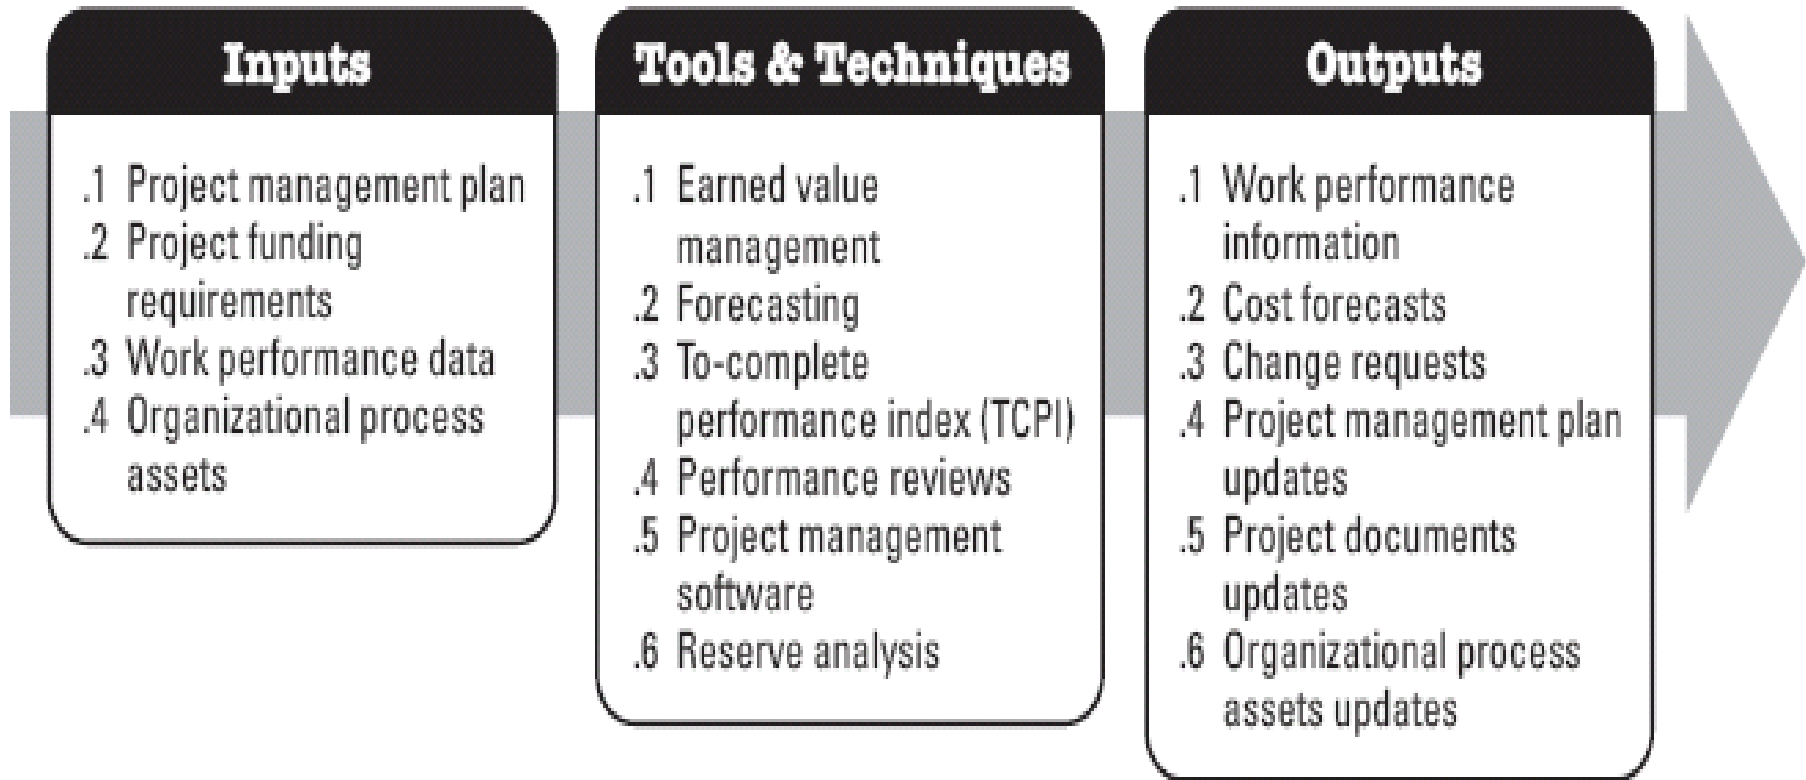 Inputs
.1 Project management plan
.2 Project funding
requirements
.3 Work performance data
.4 Organizational process
assets
Tools & Techniques
.1 Earned value
management
.2 Forecasting
.3 To-complete
performance index (TCPI)
.4 Performance reviews
.5 Project management
software
.6 Reserve analysis
Outputs
.1 Work performance
information
.2 Cost forecasts
.3 Change requests
.4 Project management plan
updates
.5 Project documents
updates
.6 Organizational process
assets updates